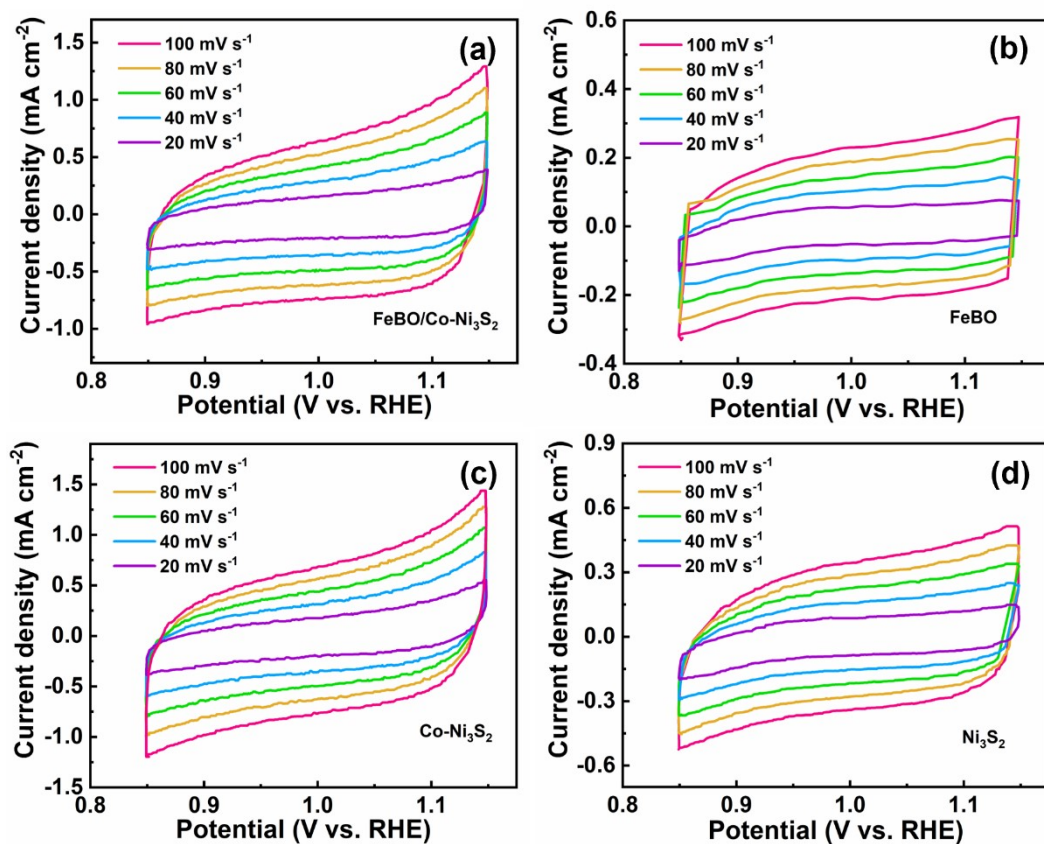 (a)
100 mV s⁻¹
80 mV s⁻¹
60 mV s⁻¹
40 mV s⁻¹
20 mV s⁻¹
1.5
1.0
0.5
0.0
-0.5
-1.0
Current density (mA cm⁻²)
FeBO/Co-Ni₃S₂
0.8 0.9 1.0 1.1
Potential (V vs. RHE)
(b)
100 mV s⁻¹
80 mV s⁻¹
60 mV s⁻¹
40 mV s⁻¹
20 mV s⁻¹
0.6
0.4
0.2
0.0
-0.2
-0.4
Current density (mA cm⁻²)
FeBO
0.8 0.9 1.0 1.1
Potential (V vs. RHE)
(c)
100 mV s⁻¹
80 mV s⁻¹
60 mV s⁻¹
40 mV s⁻¹
20 mV s⁻¹
1.5
1.0
0.5
0.0
-0.5
-1.0
-1.5
Current density (mA cm⁻²)
Co-Ni₃S₂
0.8 0.9 1.0 1.1
Potential (V vs. RHE)
(d)
100 mV s⁻¹
80 mV s⁻¹
60 mV s⁻¹
40 mV s⁻¹
20 mV s⁻¹
0.9
0.6
0.3
0.0
-0.3
-0.6
Current density (mA cm⁻²)
Ni₃S₂
0.8 0.9 1.0 1.1
Potential (V vs. RHE)